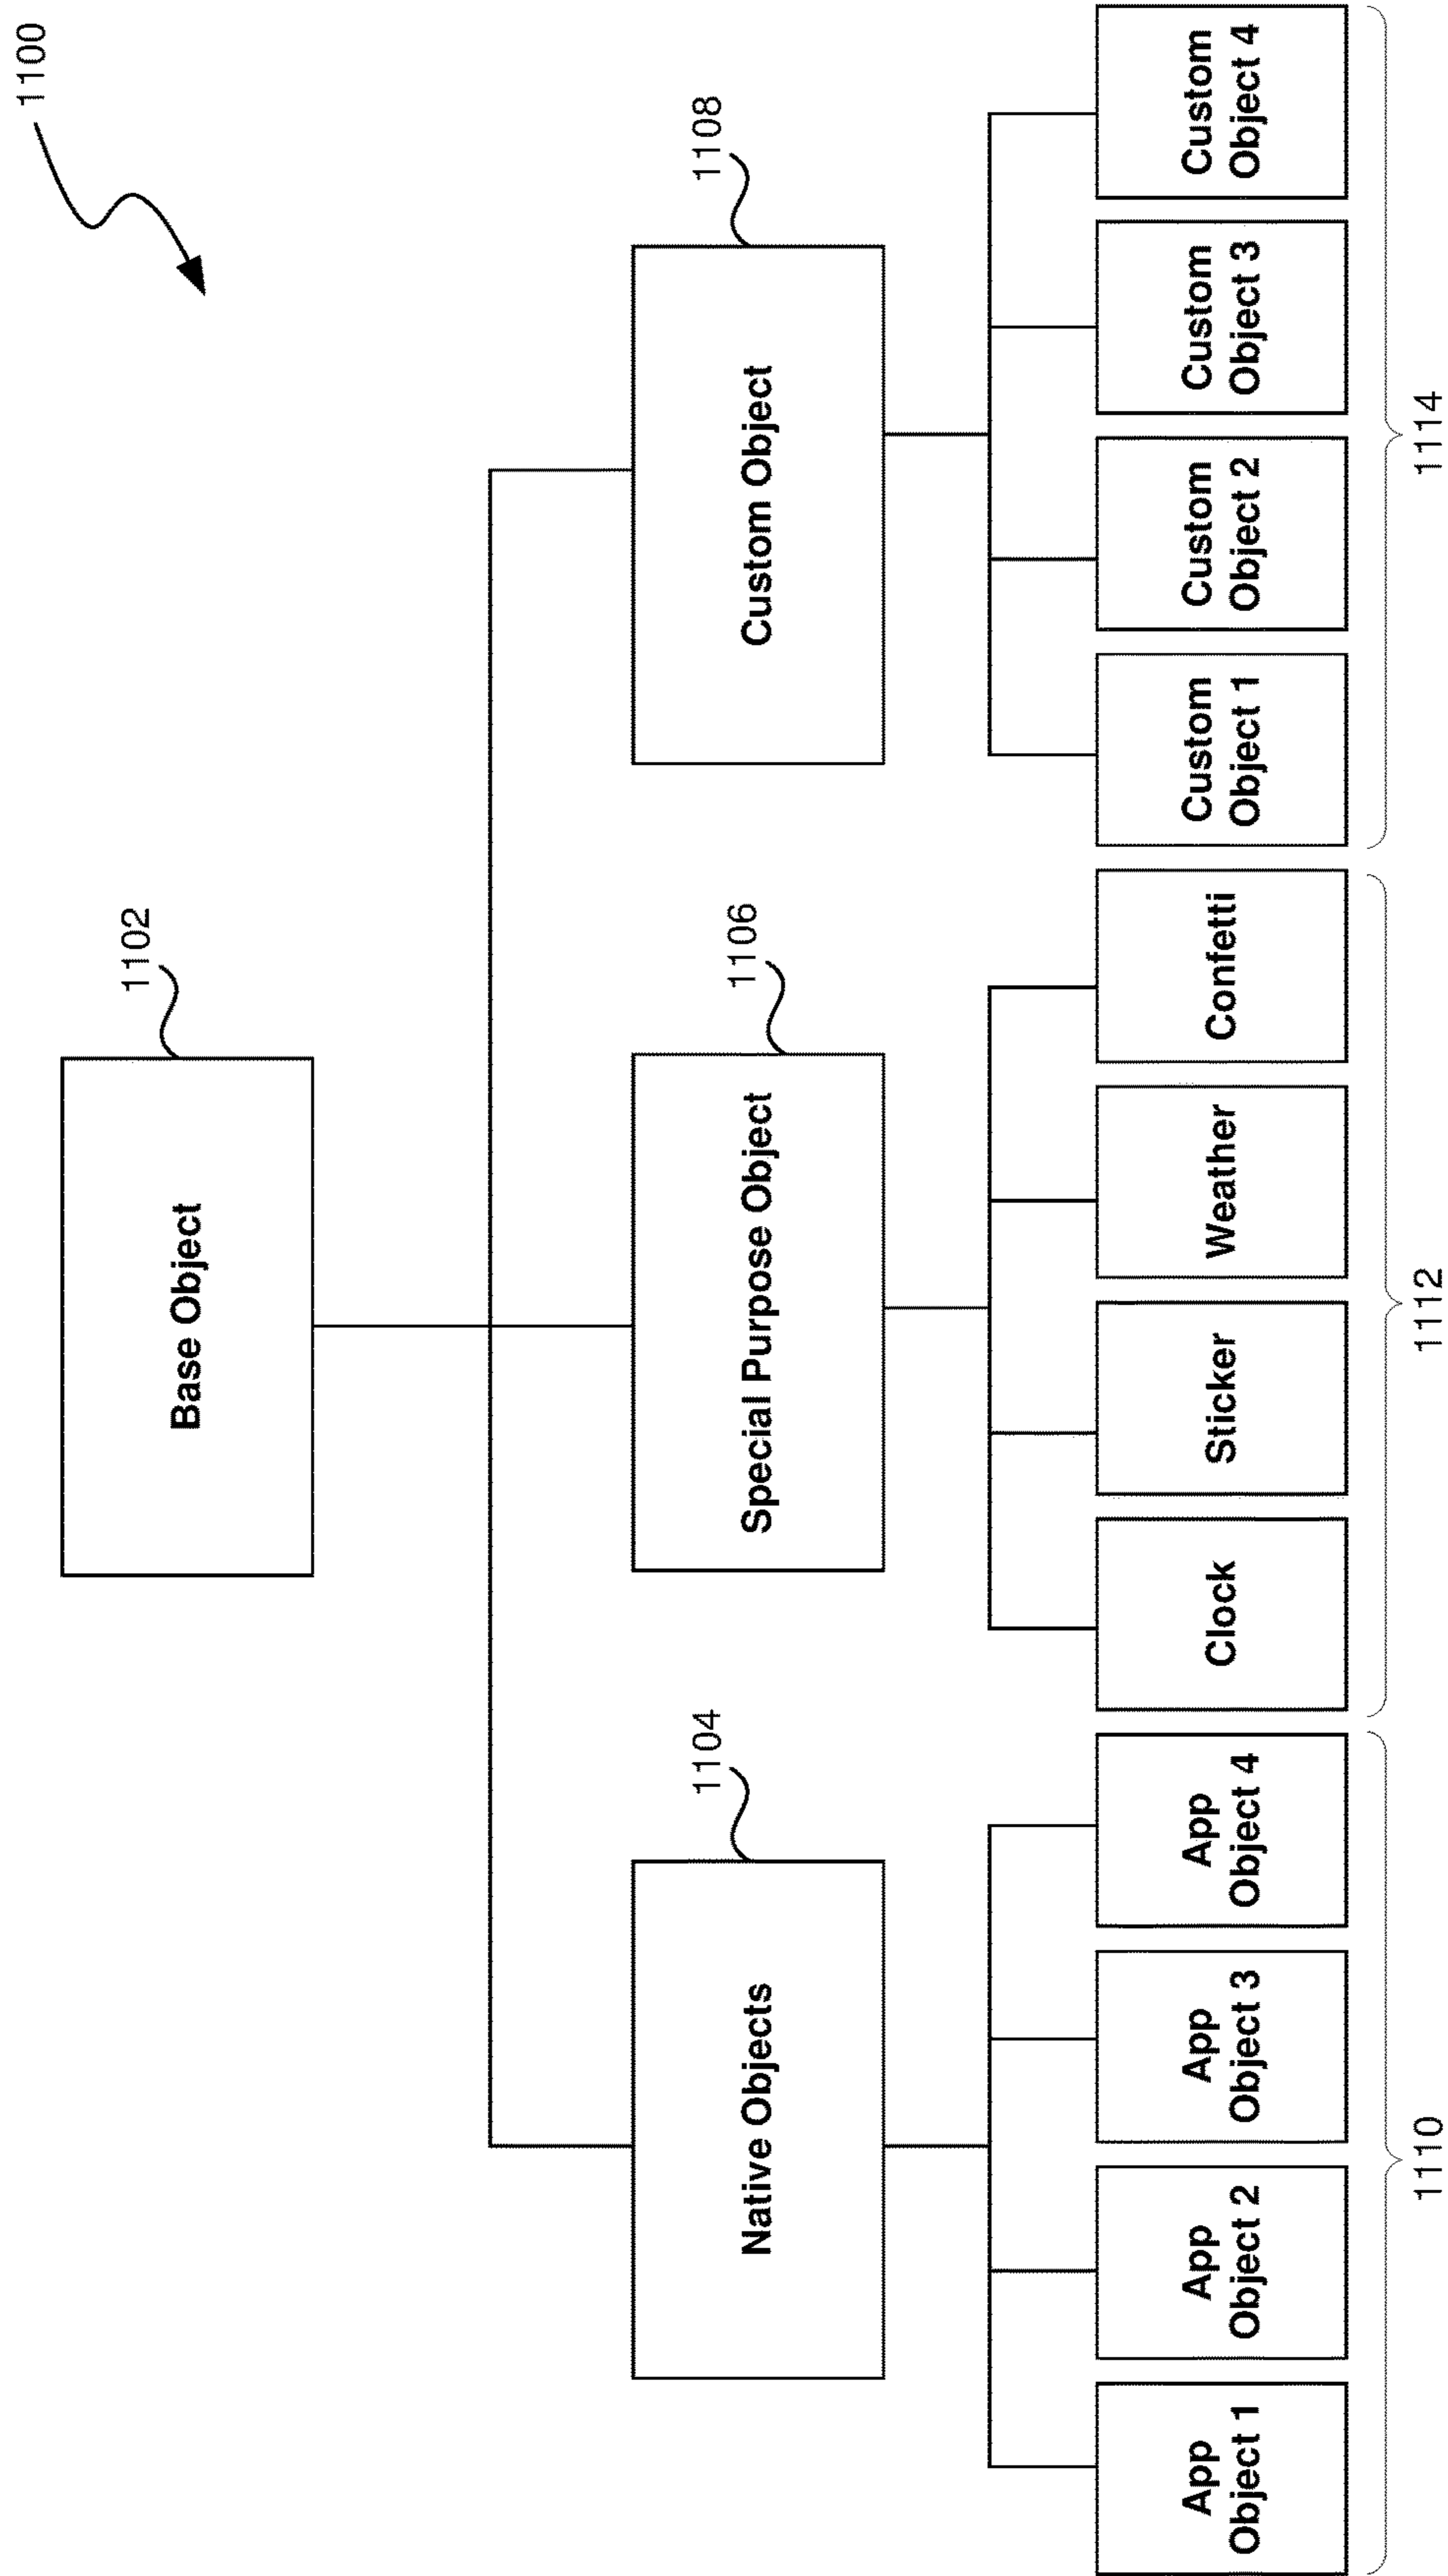 1100
1102
Base Object
1104
1106
1108
Native Objects
Special Purpose Object
Custom Object
App
Object 1
App
Object 2
App
Object 3
App
Object 4
Clock
Sticker
Weather
Confetti
Custom
Object 1
Custom
Object 2
Custom
Object 3
Custom
Object 4
1110
1112
1114